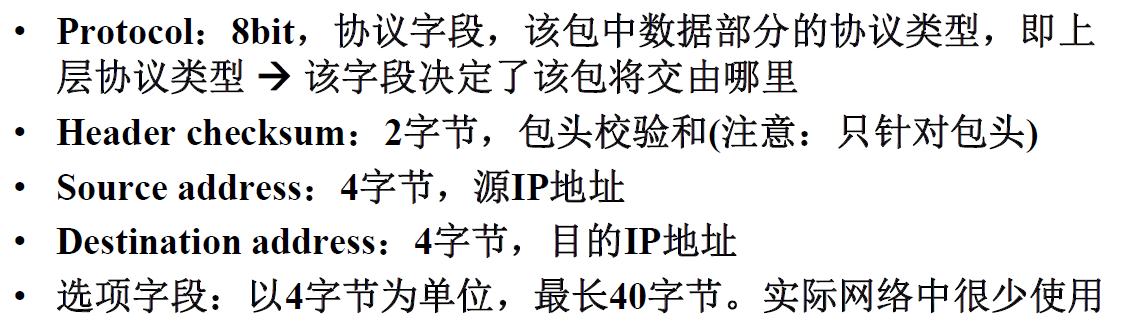 • Protocol：8bit，协议字段，该包中数据部分的协议类型，即上
层协议类型 → 该字段决定了该包将交由哪里
• Header checksum：2字节，包头校验和(注意：只针对包头)
• Source address：4字节，源IP地址
• Destination address：4字节，目的IP地址
• 选项字段：以4字节为单位，最长40字节。实际网络中很少使用